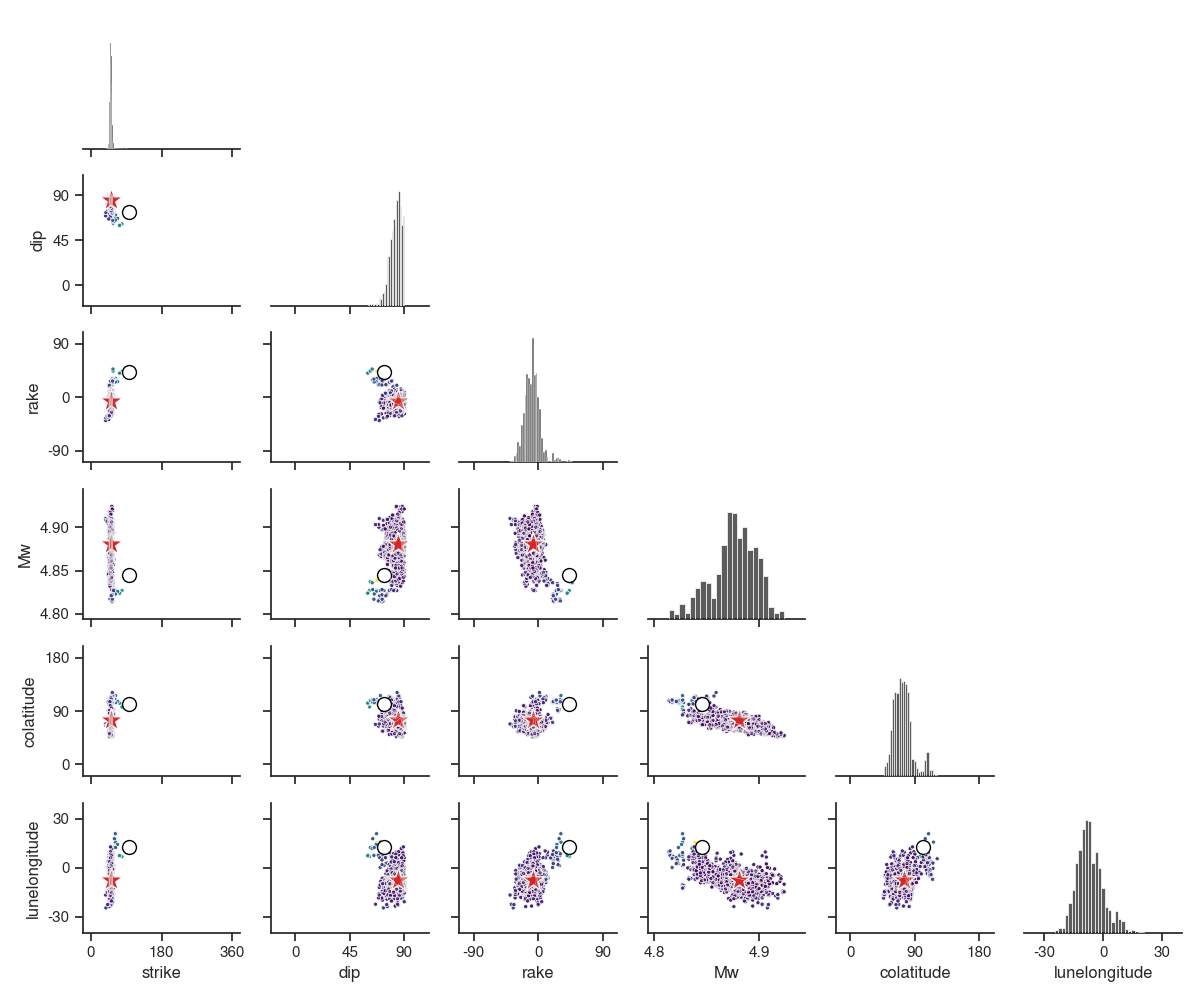 90
45
0
dip
90
0
-90
rake
4.90
4.85
4.80
Mw
180
90
0
colatitude
30
0
-30
lunelongitude
0 180 360
strike
0 45 90
dip
-90 0 90
rake
4.8 4.9
Mw
0 90 180
colatitude
-30 0 30
lunelongitude